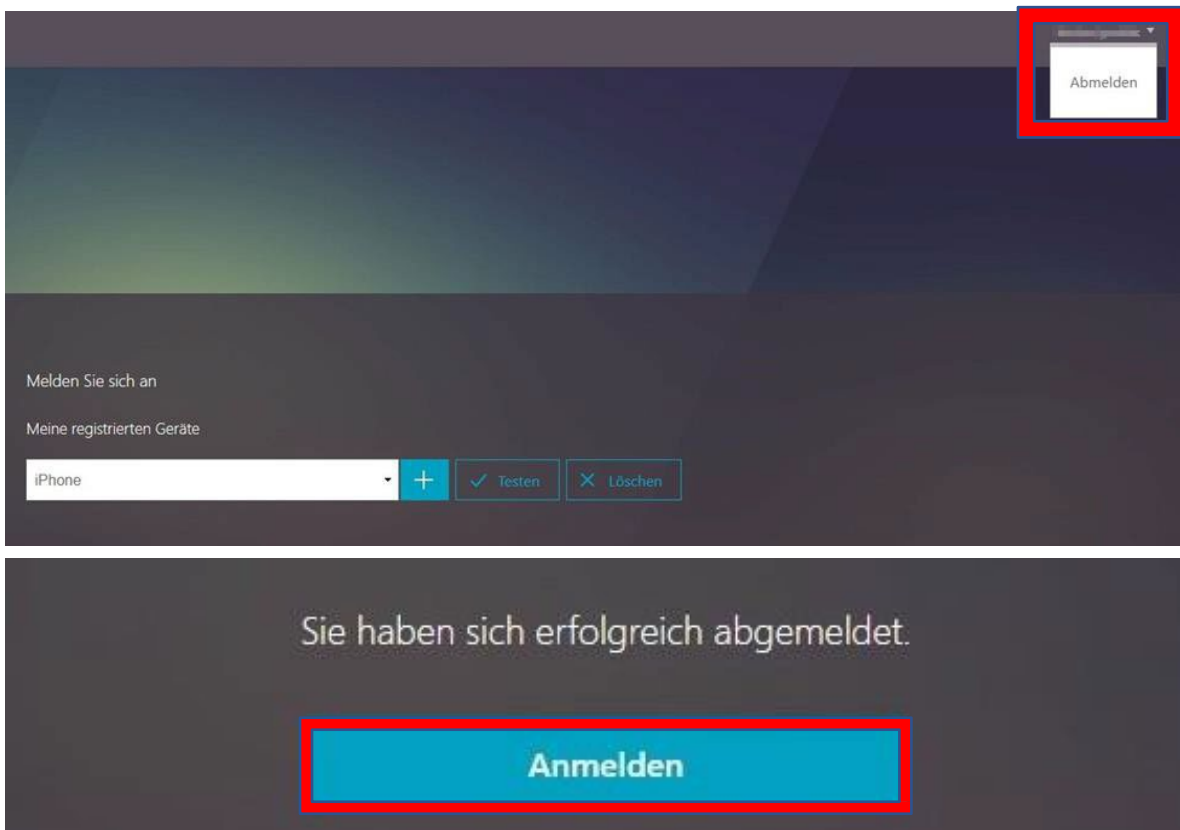 Abmelden
Melden Sie sich an
Meine registrierten Geräte
iPhone
Testen Löschen
Sie haben sich erfolgreich abgemeldet.
Anmelden